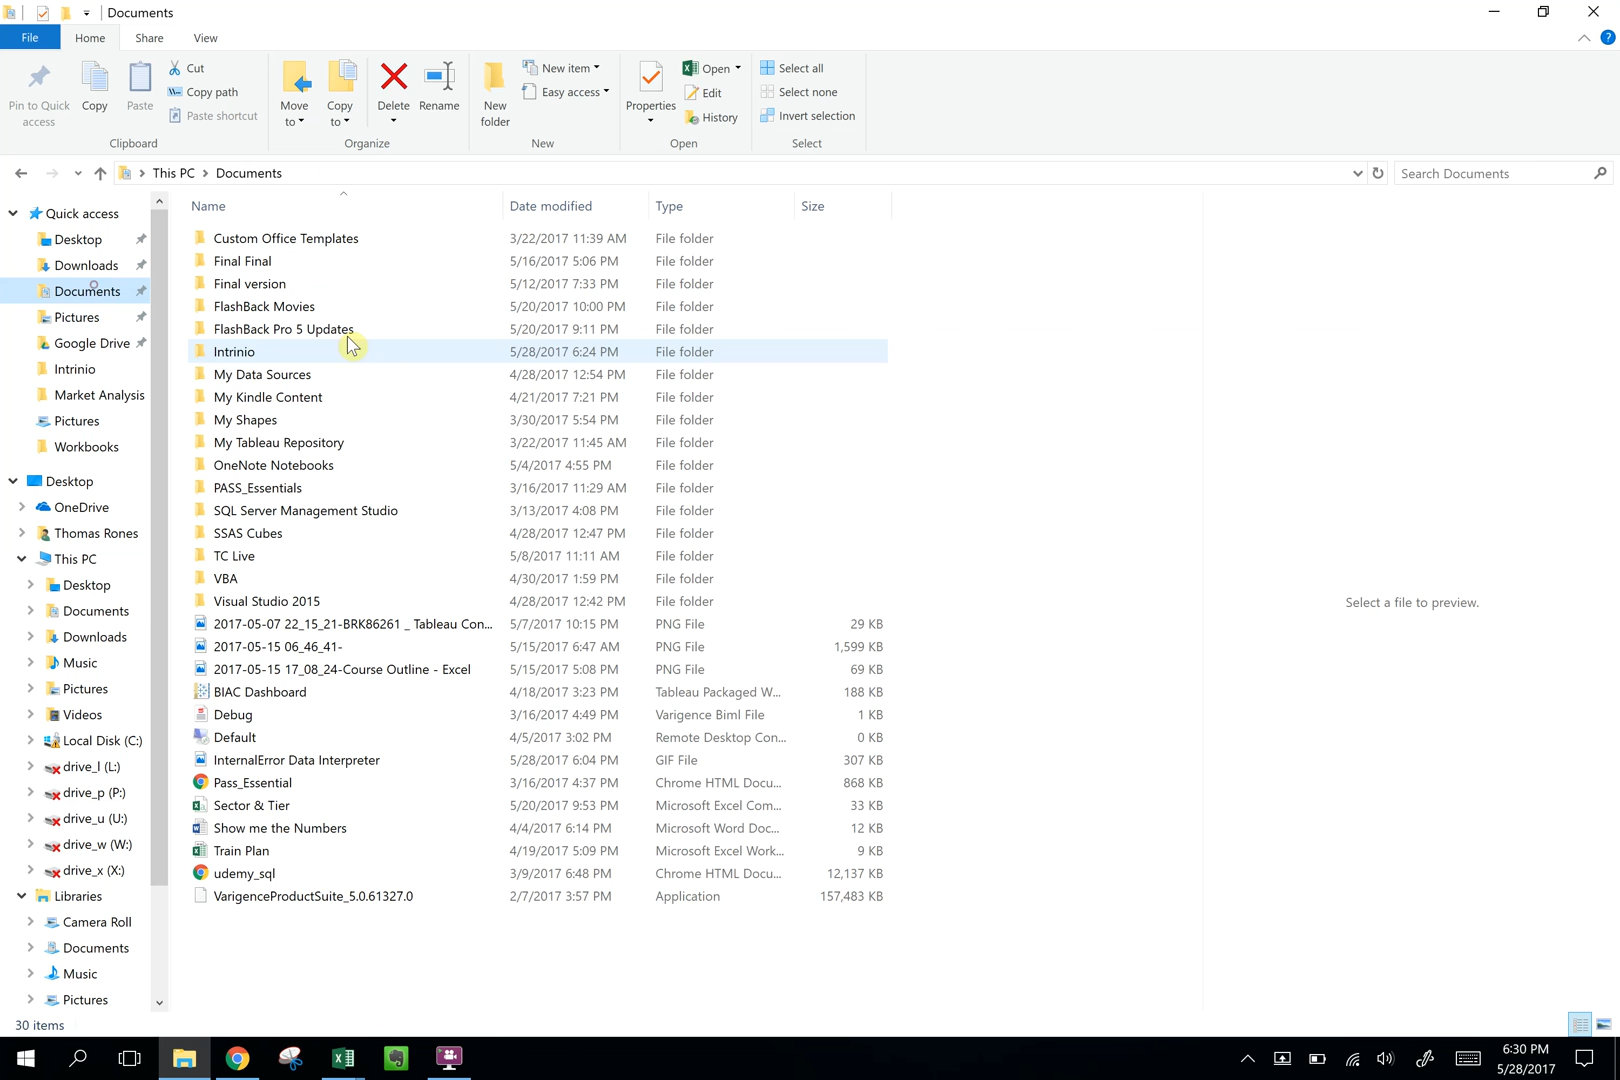 Documents
File Home Share View
Pin to Quick access
Copy
Paste
Cut
Copy path
Paste shortcut
Clipboard
Move to
Copy to
Delete
Rename
Organize
New folder
New item
Easy access
New
Properties
Open
Edit
History
Open
Select all
Select none
Invert selection
Select
This PC > Documents
Search Documents
Quick access
Desktop
Downloads
Documents
Pictures
Google Drive
Intrinio
Market Analysis
Pictures
Workbooks
Desktop
OneDrive
Thomas Rones
This PC
Desktop
Documents
Downloads
Music
Pictures
Videos
Local Disk (C:)
drive_l (L:)
drive_p (P:)
drive_u (U:)
drive_w (W:)
drive_x (X:)
Libraries
Camera Roll
Documents
Music
Pictures
Name Date modified Type Size
Custom Office Templates 3/22/2017 11:39 AM File folder
Final Final 5/16/2017 5:06 PM File folder
Final version 5/12/2017 7:33 PM File folder
FlashBack Movies 5/20/2017 10:00 PM File folder
FlashBack Pro 5 Updates 5/20/2017 9:11 PM File folder
Intrinio 5/28/2017 6:24 PM File folder
My Data Sources 4/28/2017 12:54 PM File folder
My Kindle Content 4/21/2017 7:21 PM File folder
My Shapes 3/30/2017 5:54 PM File folder
My Tableau Repository 3/22/2017 11:45 AM File folder
OneNote Notebooks 5/4/2017 4:55 PM File folder
PASS_Essentials 3/16/2017 11:29 AM File folder
SQL Server Management Studio 3/13/2017 4:08 PM File folder
SSAS Cubes 4/28/2017 12:47 PM File folder
TC Live 5/8/2017 11:11 AM File folder
VBA 4/30/2017 1:59 PM File folder
Visual Studio 2015 4/28/2017 12:42 PM File folder
2017-05-07 22_15_21-BRK86261 _ Tableau Con... 5/7/2017 10:15 PM PNG File 29 KB
2017-05-15 06_46_41- 5/15/2017 6:47 AM PNG File 1,599 KB
2017-05-15 17_08_24-Course Outline - Excel 5/15/2017 5:08 PM PNG File 69 KB
BIAC Dashboard 4/18/2017 3:23 PM Tableau Packaged W... 188 KB
Debug 3/16/2017 4:49 PM Varigence Biml File 1 KB
Default 4/5/2017 3:02 PM Remote Desktop Con... 0 KB
InternalError Data Interpreter 5/28/2017 6:04 PM GIF File 307 KB
Pass_Essential 3/16/2017 4:37 PM Chrome HTML Docu... 868 KB
Sector & Tier 5/20/2017 9:53 PM Microsoft Excel Com... 33 KB
Show me the Numbers 4/4/2017 6:14 PM Microsoft Word Doc... 12 KB
Train Plan 4/19/2017 5:09 PM Microsoft Excel Work... 9 KB
udemy_sql 3/9/2017 6:48 PM Chrome HTML Docu... 12,137 KB
VarigenceProductSuite_5.0.61327.0 2/7/2017 3:57 PM Application 157,483 KB
Select a file to preview.
30 items
6:30 PM
5/28/2017